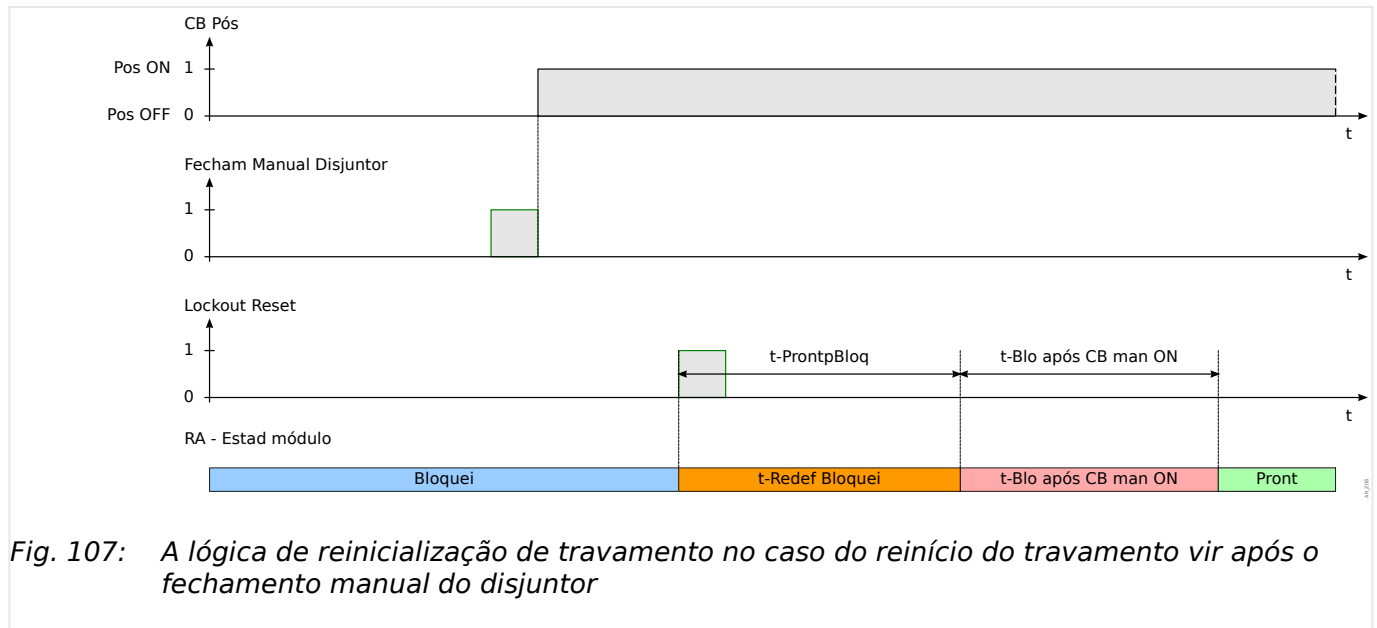 CB Pós
Pos ON 1
Pos OFF 0
t
Fecham Manual Disjuntor
1
0
t
Lockout Reset
1
t-ProntpBloq
t-Blo após CB man ON
0
t
RA - Estad módulo
Bloquei
t-Redef Bloquei
t-Blo após CB man ON
Pront
Fig. 107: A lógica de reinicialização de travamento no caso do reinício do travamento vir após o
fechamento manual do disjuntor